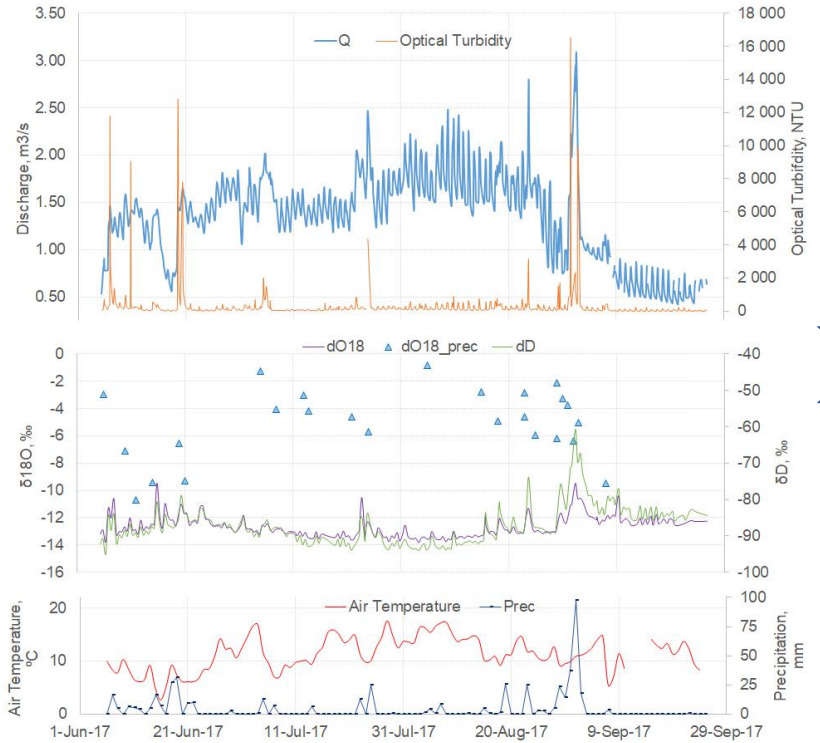 3.50
3.00
2.50
2.00
1.50
1.00
0.50
Discharge, m3/s
Q
Optical Turbidity
18 000
16 000
14 000
12 000
10 000
8 000
6 000
4 000
2 000
0
Optical Turbifdity, NTU
0
-2
-4
-6
-8
-10
-12
-14
-16
δ18O, ‰
dO18
dO18_prec
dD
-40
-50
-60
-70
-80
-90
-100
δD, ‰
20
10
0
Air Temperature, ºC
Air Temperature
Prec
100
75
50
25
0
Precipitation, mm
1-Jun-17
21-Jun-17
11-Jul-17
31-Jul-17
20-Aug-17
9-Sep-17
29-Sep-17